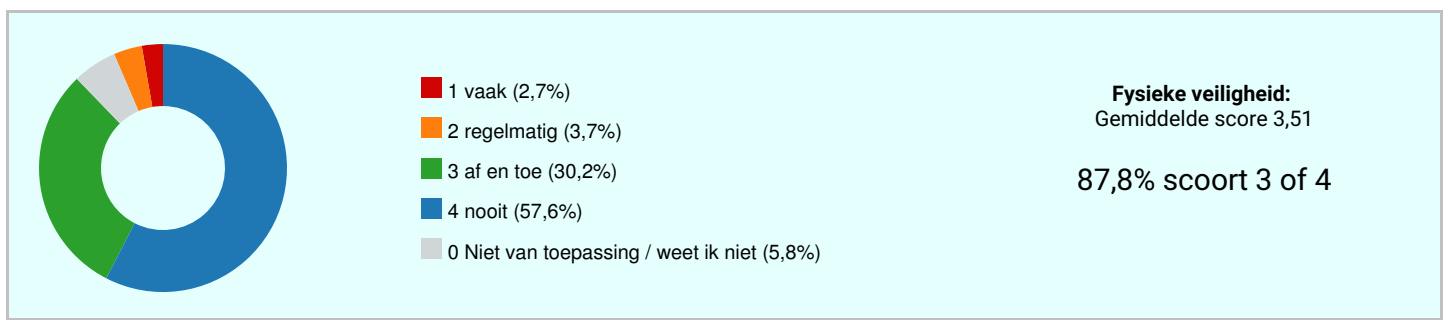 1 vaak (2,7%)
2 regelmatig (3,7%)
3 af en toe (30,2%)
4 nooit (57,6%)
0 Niet van toepassing / weet ik niet (5,8%)
Fysieke veiligheid:
Gemiddelde score 3,51
87,8% scoort 3 of 4